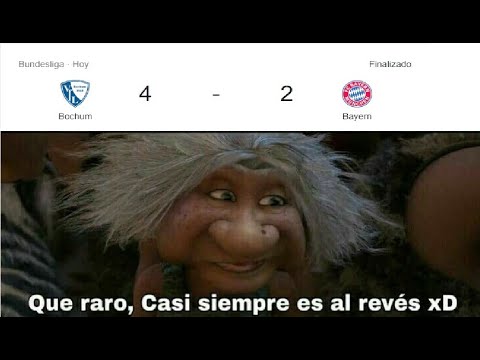 Bundesliga - Hoy Finalizado
4 - 2
Bochum Bayern
Que raro, Casi siempre es al revés xD